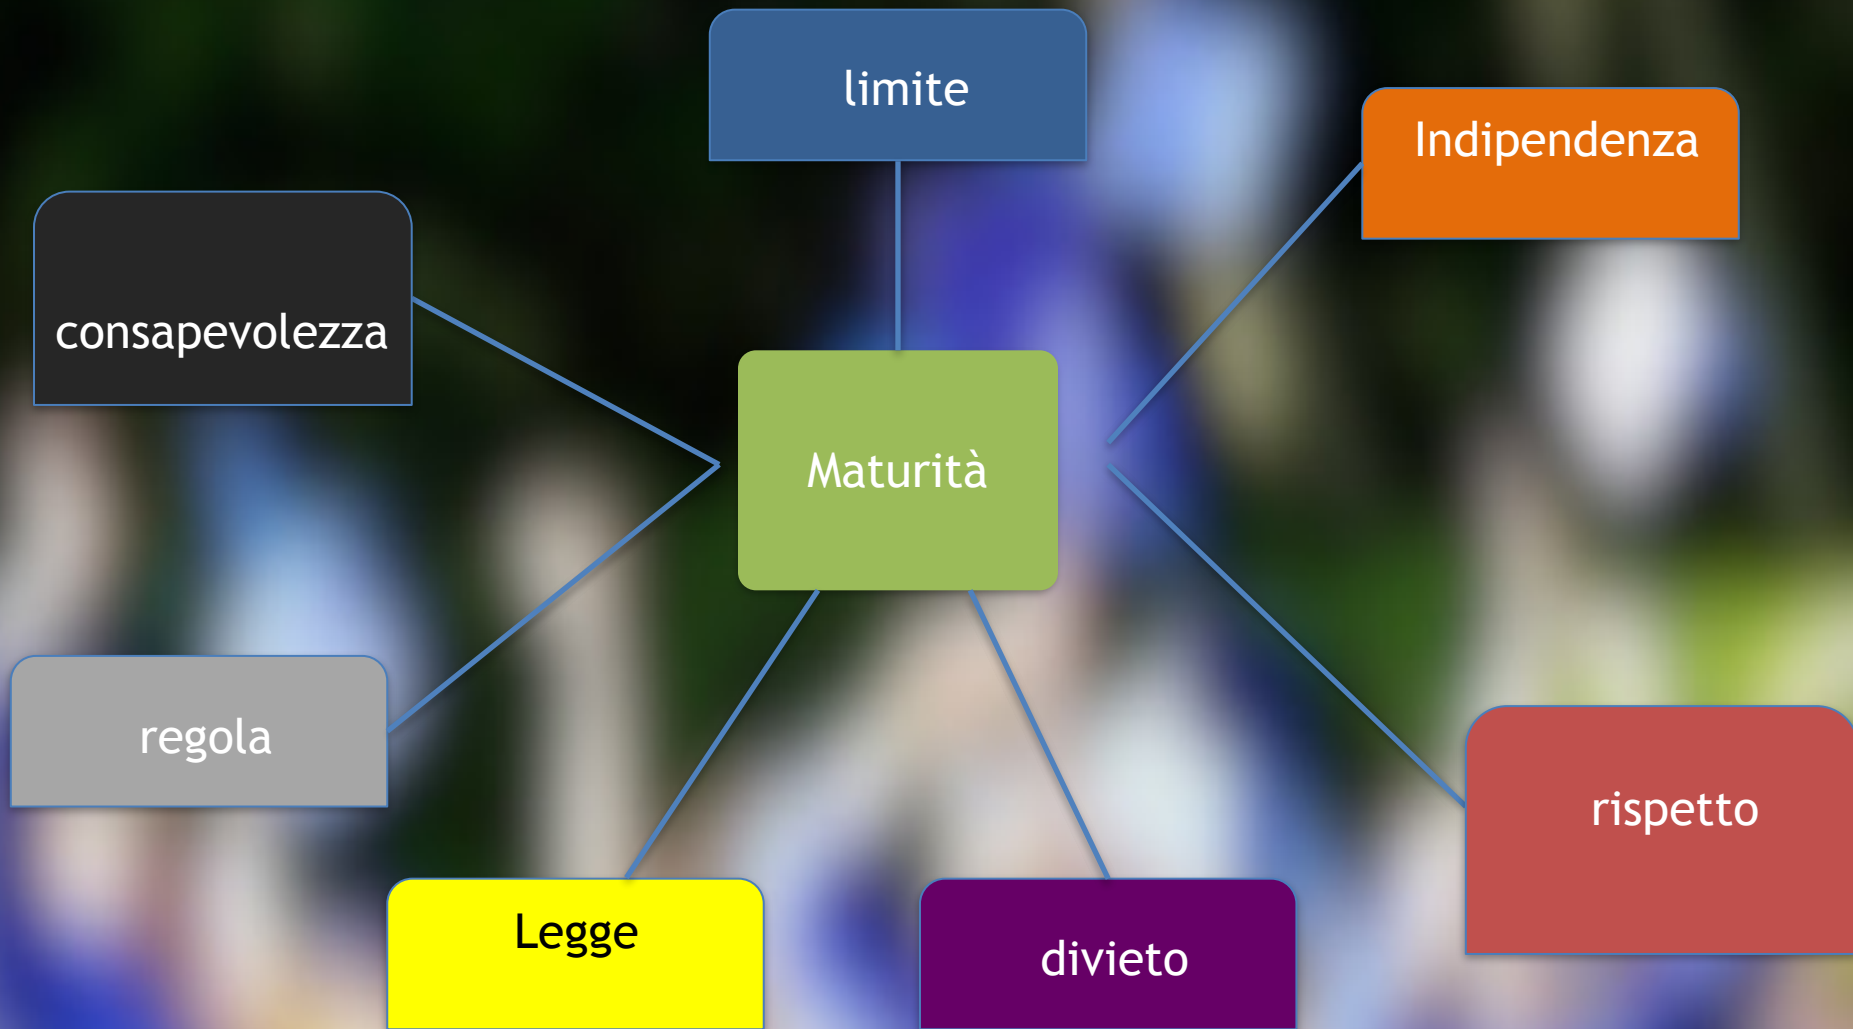 limite
Indipendenza
consapevolezza
Maturità
regola
rispetto
Legge
divieto